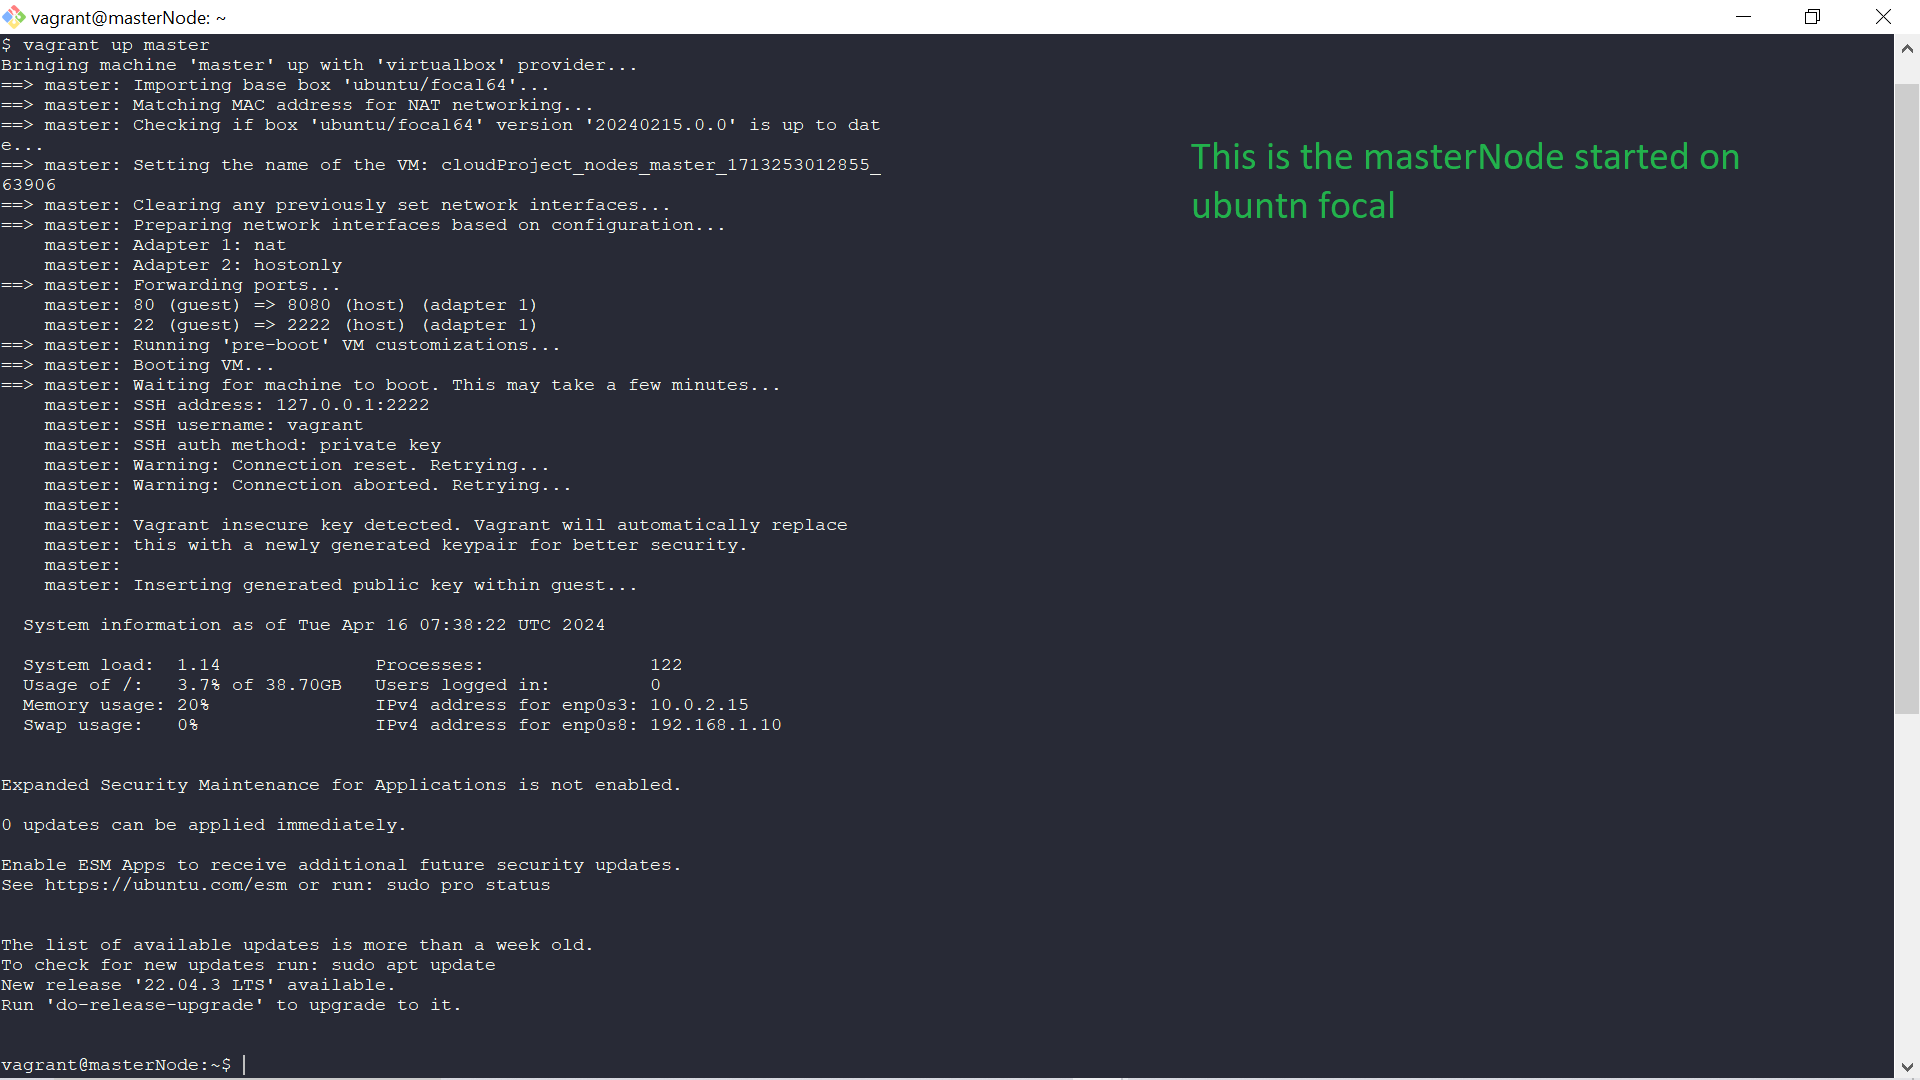 vagrant@masterNode: ~
$ vagrant up master
Bringing machine 'master' up with 'virtualbox' provider...
==> master: Importing base box 'ubuntu/focal64'...
==> master: Matching MAC address for NAT networking...
==> master: Checking if box 'ubuntu/focal64' version '20240215.0.0' is up to dat
e...
==> master: Setting the name of the VM: cloudProject_nodes_master_1713253012855_
63906
==> master: Clearing any previously set network interfaces...
==> master: Preparing network interfaces based on configuration...
    master: Adapter 1: nat
    master: Adapter 2: hostonly
==> master: Forwarding ports...
    master: 80 (guest) => 8080 (host) (adapter 1)
    master: 22 (guest) => 2222 (host) (adapter 1)
==> master: Running 'pre-boot' VM customizations...
==> master: Booting VM...
==> master: Waiting for machine to boot. This may take a few minutes...
    master: SSH address: 127.0.0.1:2222
    master: SSH username: vagrant
    master: SSH auth method: private key
    master: Warning: Connection reset. Retrying...
    master: Warning: Connection aborted. Retrying...
    master:
    master: Vagrant insecure key detected. Vagrant will automatically replace
    master: this with a newly generated keypair for better security.
    master:
    master: Inserting generated public key within guest...
  System information as of Tue Apr 16 07:38:22 UTC 2024
  System load:  1.14              Processes:               122
  Usage of /:   3.7% of 38.70GB   Users logged in:         0
  Memory usage: 20%               IPv4 address for enp0s3: 10.0.2.15
  Swap usage:   0%                IPv4 address for enp0s8: 192.168.1.10
Expanded Security Maintenance for Applications is not enabled.
0 updates can be applied immediately.
Enable ESM Apps to receive additional future security updates.
See https://ubuntu.com/esm or run: sudo pro status
The list of available updates is more than a week old.
To check for new updates run: sudo apt update
New release '22.04.3 LTS' available.
Run 'do-release-upgrade' to upgrade to it.
vagrant@masterNode:~$
This is the masterNode started on
ubuntn focal